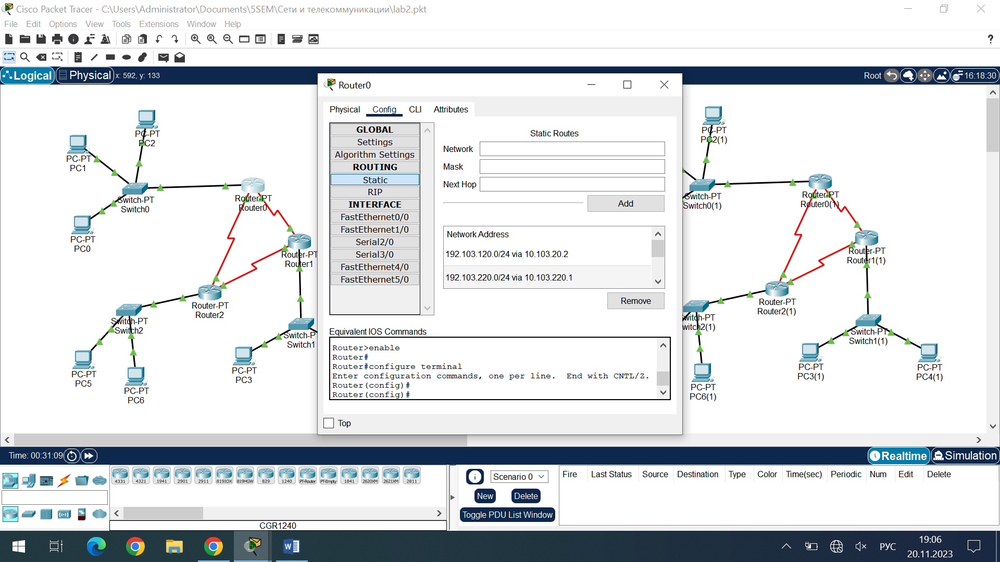 Cisco Packet Tracer - C:\Users\Administrator\Documents\5SEM\Сети и телекоммуникации\lab2.pkt
File Edit Options View Tools Extensions Window Help
?
Logical Physical x: 592, y: 133
Root 16:18:30
PC-PT
PC2
PC-PT
PC1
Switch-PT
Switch0
Router-PT
Router0
PC-PT
PC0
Router-PT
Router1
Router-PT
Router2
Switch-PT
Switch2
Switch-P
Switch1
PC-PT
PC5
PC-PT
PC6
PC-PT
PC3
Router0
Physical Config CLI Attributes
GLOBAL
Settings
Algorithm Settings
ROUTING
Static
RIP
INTERFACE
FastEthernet0/0
FastEthernet1/0
Serial2/0
Serial3/0
FastEthernet4/0
FastEthernet5/0
Static Routes
Network
Mask
Next Hop
Add
Network Address
192.103.120.0/24 via 10.103.20.2
192.103.220.0/24 via 10.103.220.1
Remove
Equivalent IOS Commands
Router>enable
Router#
Router#configure terminal
Enter configuration commands, one per line. End with CNTL/Z.
Router(config)#
Router(config)#
Top
PC-PT
PC2(1)
Switch-PT
Switch0(1)
Router-PT
Router0(1)
Router-PT
Router1(1)
Router-PT
Router2(1)
witch-PT
witch2(1)
Switch-PT
Switch1(1)
PC-PT
PC3(1)
PC-PT
PC4(1)
PC-PT
PC6(1)
Time: 00:31:09
Realtime Simulation
4331 4321 1941 2901 2911 819IOX 819HGW 829 1240 PT-Router PT-Empty 1841 2620XM 2621XM 2811
CGR1240
Scenario 0
New Delete
Toggle PDU List Window
Fire Last Status Source Destination Type Color Time(sec) Periodic Num Edit Delete
РУС
19:06
20.11.2023